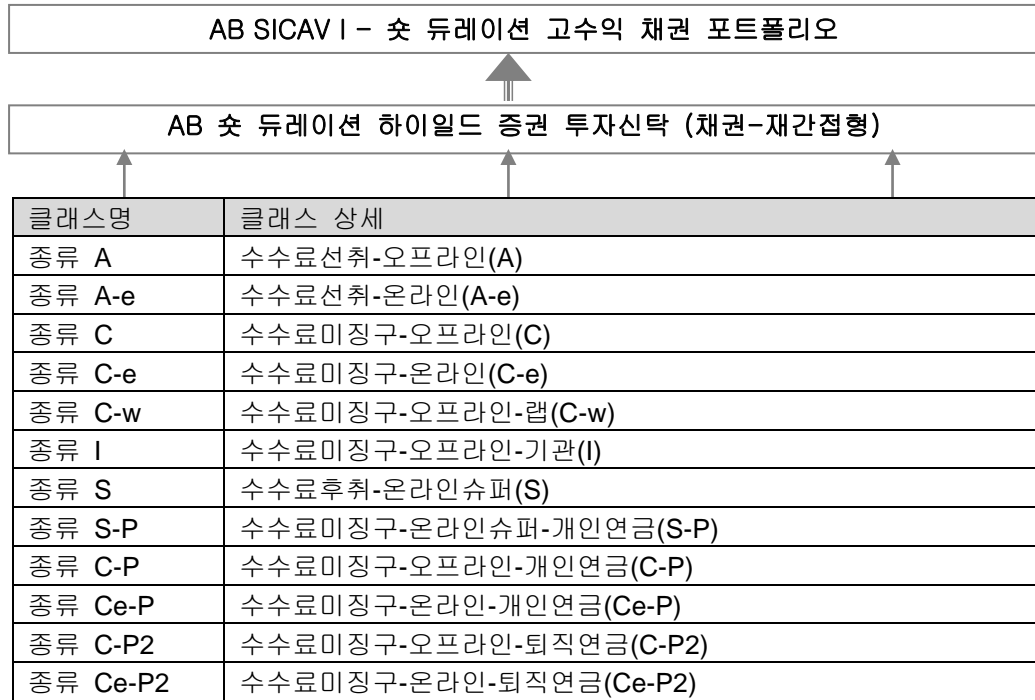 AB SICAV I – 숏 듀레이션 고수익 채권 포트폴리오
AB 숏 듀레이션 하이일드 증권 투자신탁 (채권-재간접형)
클래스명 클래스 상세
종류 A 수수료선취-오프라인(A)
종류 A-e 수수료선취-온라인(A-e)
종류 C 수수료미징구-오프라인(C)
종류 C-e 수수료미징구-온라인(C-e)
종류 C-w 수수료미징구-오프라인-랩(C-w)
종류 I 수수료미징구-오프라인-기관(I)
종류 S 수수료후취-온라인슈퍼(S)
종류 S-P 수수료미징구-온라인슈퍼-개인연금(S-P)
종류 C-P 수수료미징구-오프라인-개인연금(C-P)
종류 Ce-P 수수료미징구-온라인-개인연금(Ce-P)
종류 C-P2 수수료미징구-오프라인-퇴직연금(C-P2)
종류 Ce-P2 수수료미징구-온라인-퇴직연금(Ce-P2)